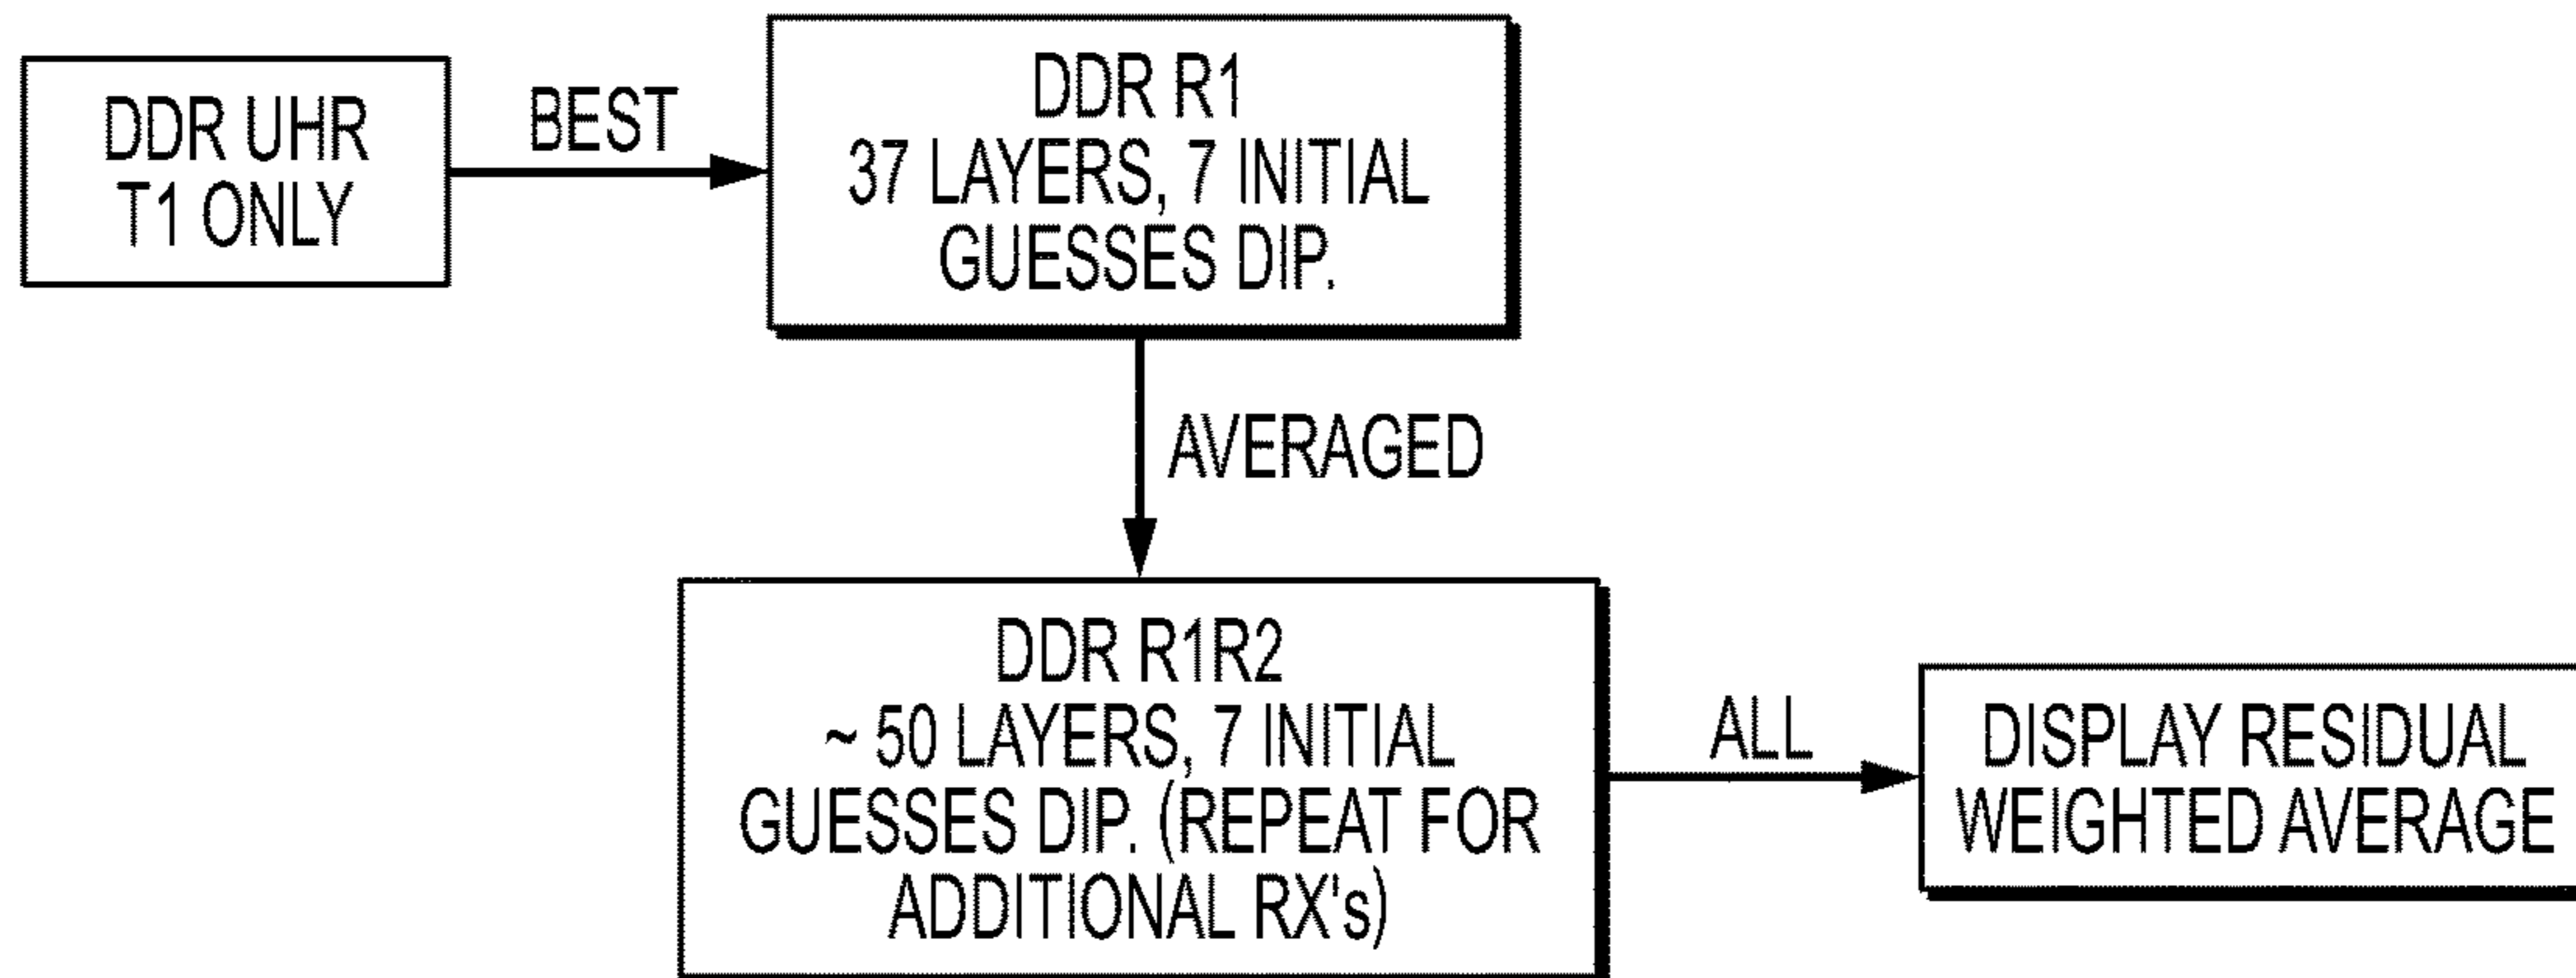 DDR UHR
T1 ONLY
BEST
DDR R1
37 LAYERS, 7 INITIAL
GUESSES DIP.
AVERAGED
DDR R1R2
~ 50 LAYERS, 7 INITIAL
GUESSES DIP. (REPEAT FOR
ADDITIONAL RX's)
ALL
DISPLAY RESIDUAL
WEIGHTED AVERAGE